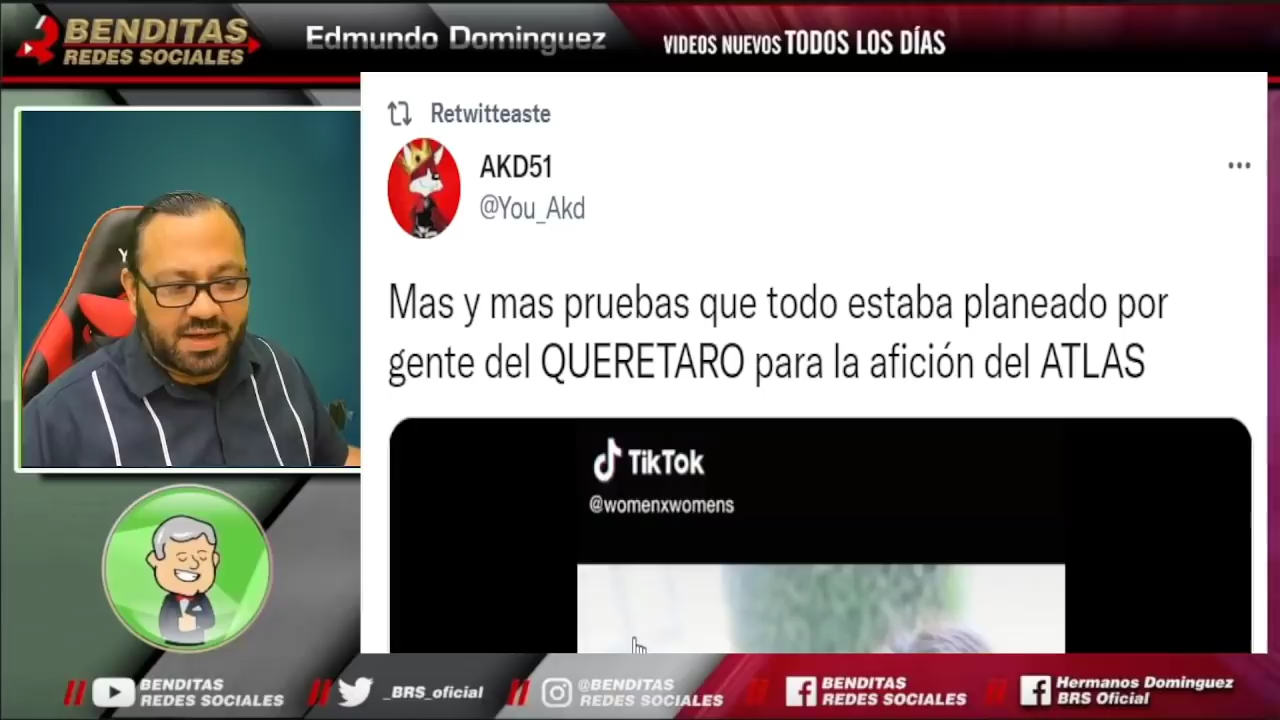 BENDITAS
REDES SOCIALES
Edmundo Dominguez
VIDEOS NUEVOS TODOS LOS DÍAS
Retwitteaste
AKD51
@You_Akd
Mas y mas pruebas que todo estaba planeado por
gente del QUERETARO para la afición del ATLAS
TikTok
@womenxwomens
BENDITAS
REDES SOCIALES
_BRS_oficial
@BENDITAS
REDES SOCIALES
BENDITAS
REDES SOCIALES
Hermanos Dominguez
BRS Oficial